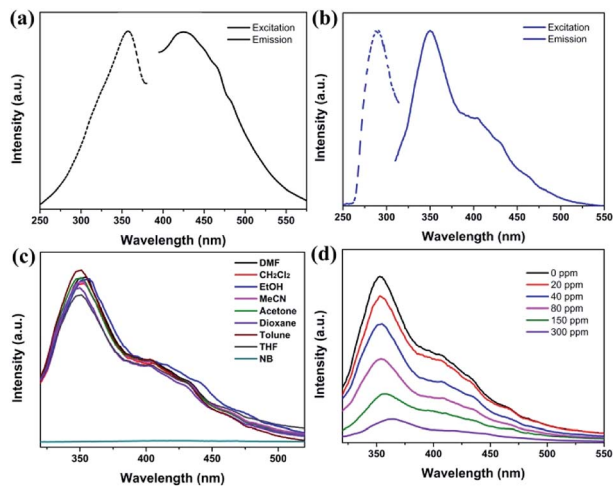 (a)
Excitation
Emission
Intensity (a.u.)
250 300 350 400 450 500 550
Wavelength (nm)
(b)
Excitation
Emission
Intensity (a.u.)
250 300 350 400 450 500 550
Wavelength (nm)
(c)
DMF
CH₂Cl₂
EtOH
MeCN
Acetone
Dioxane
Tolune
THF
NB
Intensity (a.u.)
350 400 450 500
Wavelength (nm)
(d)
0 ppm
20 ppm
40 ppm
80 ppm
150 ppm
300 ppm
Intensity (a.u.)
350 400 450 500 550
Wavelength (nm)